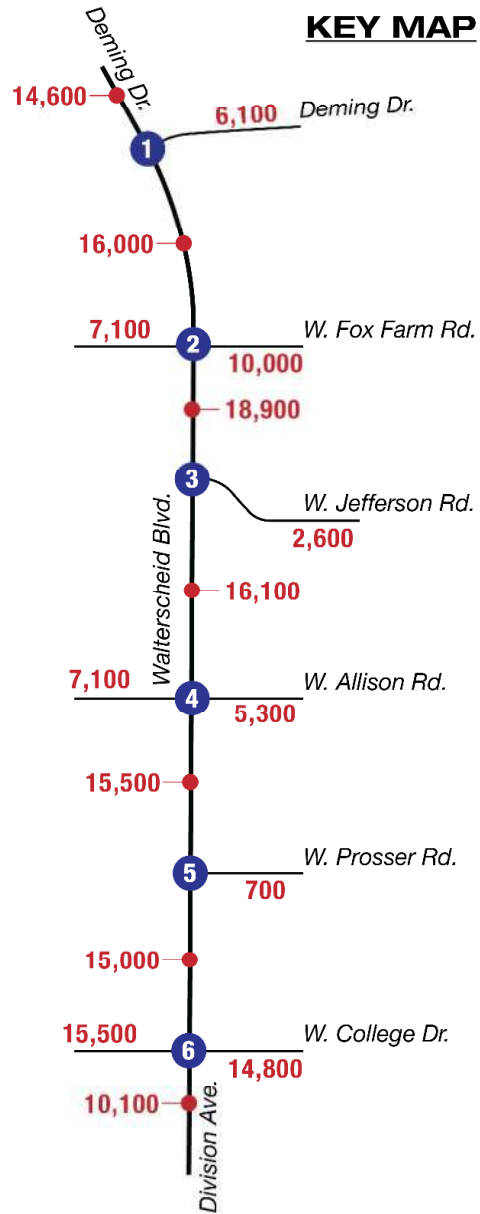 KEY MAP
Deming Dr.
14,600
6,100
Deming Dr.
1
16,000
7,100
W. Fox Farm Rd.
2
10,000
18,900
3
W. Jefferson Rd.
2,600
Walterscheid Blvd.
16,100
7,100
W. Allison Rd.
4
5,300
15,500
W. Prosser Rd.
5
700
15,000
15,500
W. College Dr.
6
14,800
10,100
Division Ave.